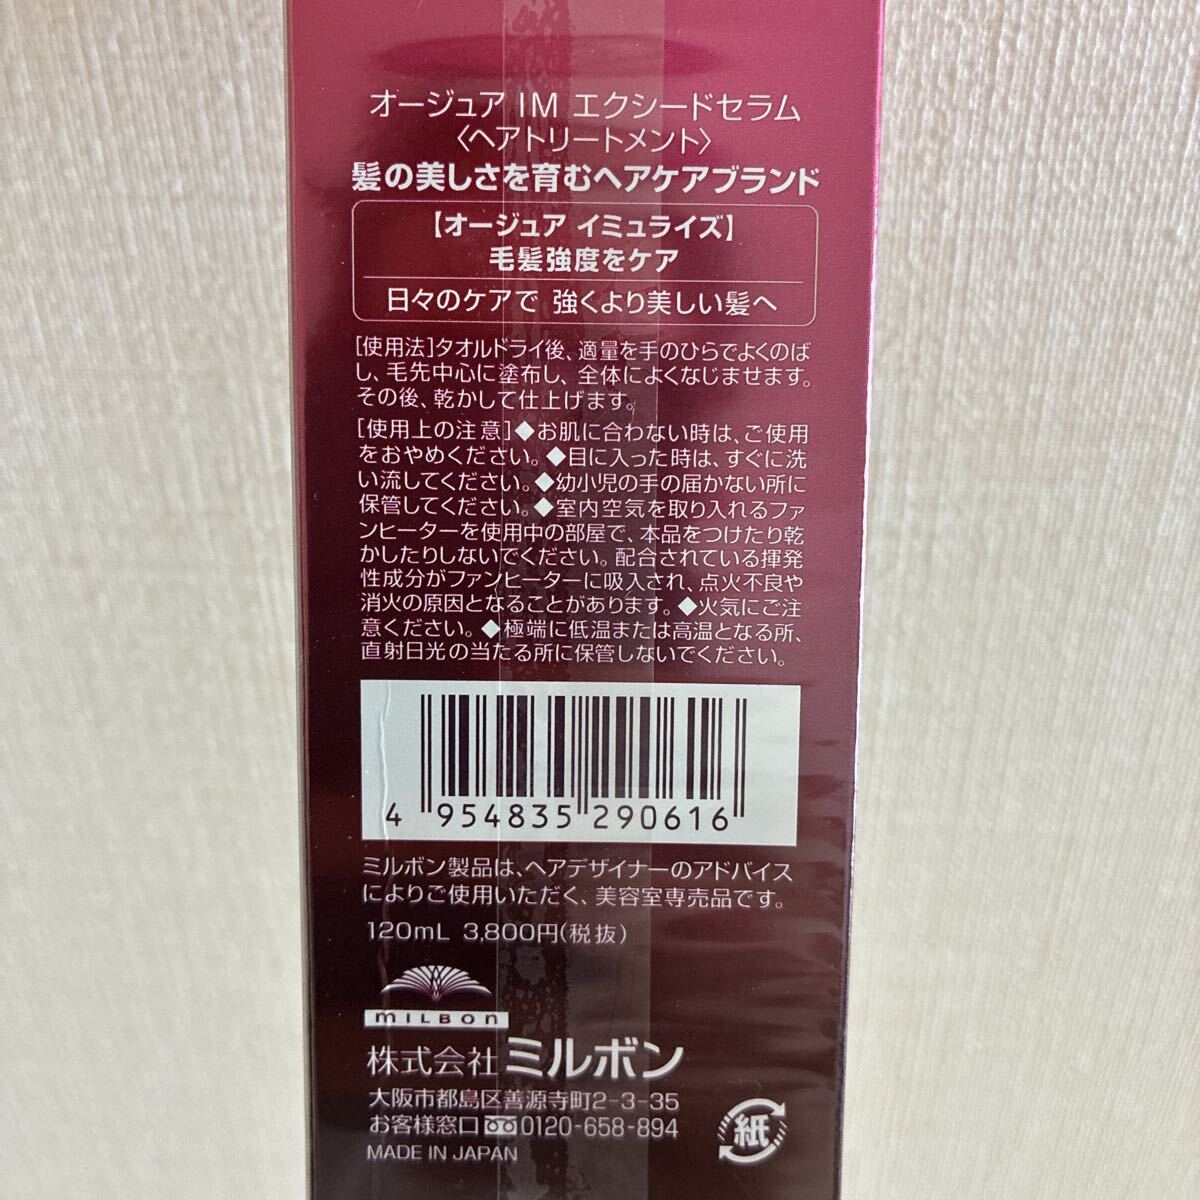 オージュア IM エクシードセラム
〈ヘアトリートメント〉
髪の美しさを育むヘアケアブランド
【オージュア イミュライズ】
毛髪強度をケア
日々のケアで 強くより美しい髪へ
[使用法]タオルドライ後、適量を手のひらでよくのば
し、毛先中心に塗布し、全体によくなじませます。
その後、乾かして仕上げます。
[使用上の注意]◆お肌に合わない時は、ご使用
をおやめください。◆目に入った時は、すぐに洗
い流してください。◆幼小児の手の届かない所に
保管してください。◆室内空気を取り入れるファ
ンヒーターを使用中の部屋で、本品をつけたり乾
かしたりしないでください。配合されている揮発
性成分がファンヒーターに吸入され、点火不良や
消火の原因となることがあります。◆火気にご注
意ください。◆極端に低温または高温となる所、
直射日光の当たる所に保管しないでください。
4 954835 290616
ミルボン製品は、ヘアデザイナーのアドバイス
によりご使用いただく、美容室専売品です。
120mL 3,800円(税抜)
MILBON
株式会社 ミルボン
大阪市都島区善源寺町2-3-35
お客様窓口 0120-658-894
MADE IN JAPAN
紙